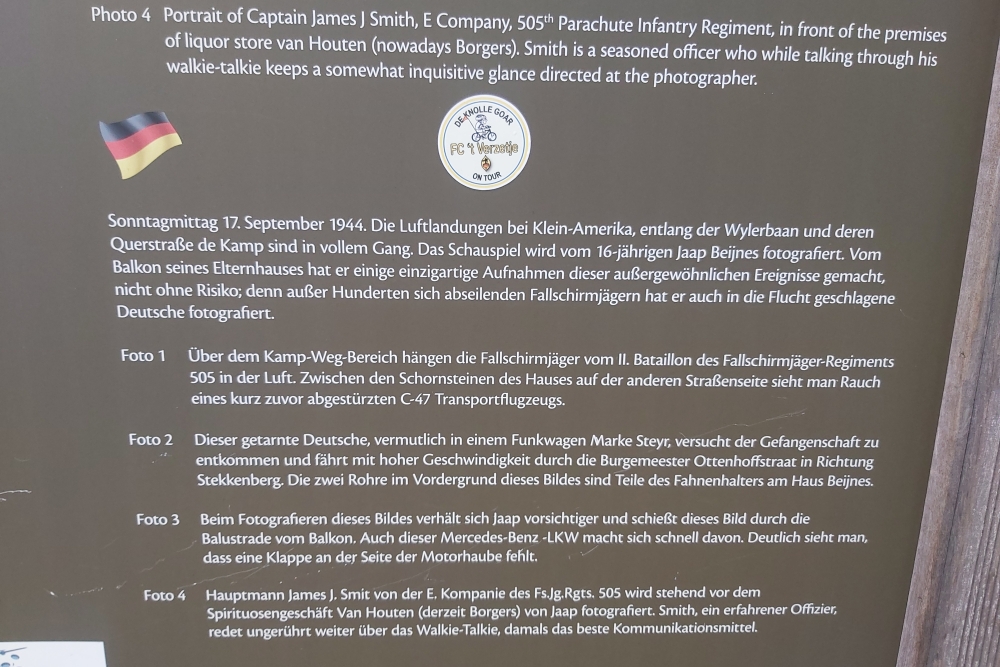 Photo 4 Portrait of Captain James J Smith, E Company, 505th Parachute Infantry Regiment, in front of the premises
of liquor store van Houten (nowadays Borgers). Smith is a seasoned officer who while talking through his
walkie-talkie keeps a somewhat inquisitive glance directed at the photographer.
DE KNOLLE GOAR
FC 't Verzetje
ON TOUR
Sonntagmittag 17. September 1944. Die Luftlandungen bei Klein-Amerika, entlang der Wylerbaan und deren
Querstraße de Kamp sind in vollem Gang. Das Schauspiel wird vom 16-jährigen Jaap Beijnes fotografiert. Vom
Balkon seines Elternhauses hat er einige einzigartige Aufnahmen dieser außergewöhnlichen Ereignisse gemacht,
nicht ohne Risiko; denn außer Hunderten sich abseilenden Fallschirmjägern hat er auch in die Flucht geschlagene
Deutsche fotografiert.
Foto 1 Über dem Kamp-Weg-Bereich hängen die Fallschirmjäger vom II. Bataillon des Fallschirmjäger-Regiments
505 in der Luft. Zwischen den Schornsteinen des Hauses auf der anderen Straßenseite sieht man Rauch
eines kurz zuvor abgestürzten C-47 Transportflugzeugs.
Foto 2 Dieser getarnte Deutsche, vermutlich in einem Funkwagen Marke Steyr, versucht der Gefangenschaft zu
entkommen und fährt mit hoher Geschwindigkeit durch die Burgemeester Ottenhoffstraat in Richtung
Stekkenberg. Die zwei Rohre im Vordergrund dieses Bildes sind Teile des Fahnenhalters am Haus Beijnes.
Foto 3 Beim Fotografieren dieses Bildes verhält sich Jaap vorsichtiger und schießt dieses Bild durch die
Balustrade vom Balkon. Auch dieser Mercedes-Benz -LKW macht sich schnell davon. Deutlich sieht man,
dass eine Klappe an der Seite der Motorhaube fehlt.
Foto 4 Hauptmann James J. Smit von der E. Kompanie des Fs.Jg.Rgts. 505 wird stehend vor dem
Spirituosengeschäft Van Houten (derzeit Borgers) von Jaap fotografiert. Smith, ein erfahrener Offizier,
redet ungerührt weiter über das Walkie-Talkie, damals das beste Kommunikationsmittel.